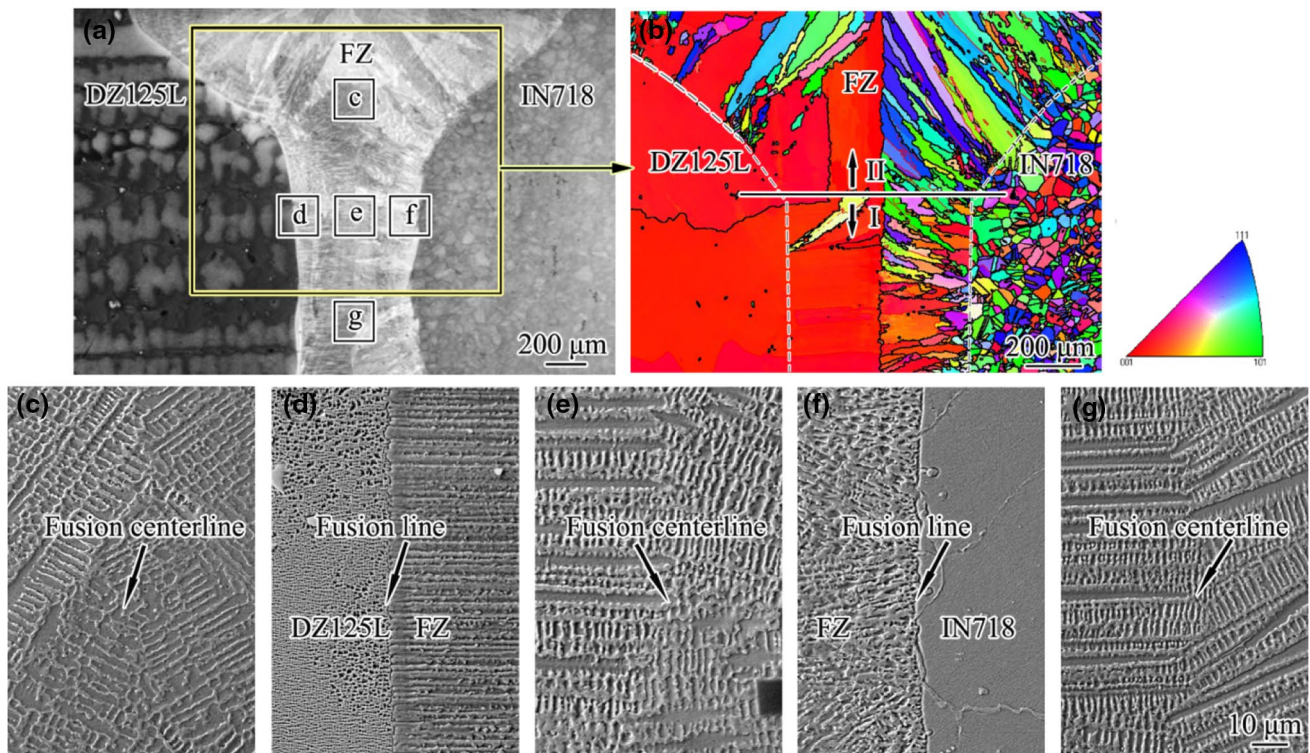 (a)
FZ
c
DZ125L
IN718
d
e
f
g
200 μm
(b)
FZ
DZ125L
II
IN718
I
200 μm
111
001
101
(c)
Fusion centerline
(d)
Fusion line
DZ125L
FZ
(e)
Fusion centerline
(f)
Fusion line
FZ
IN718
(g)
Fusion centerline
10 μm